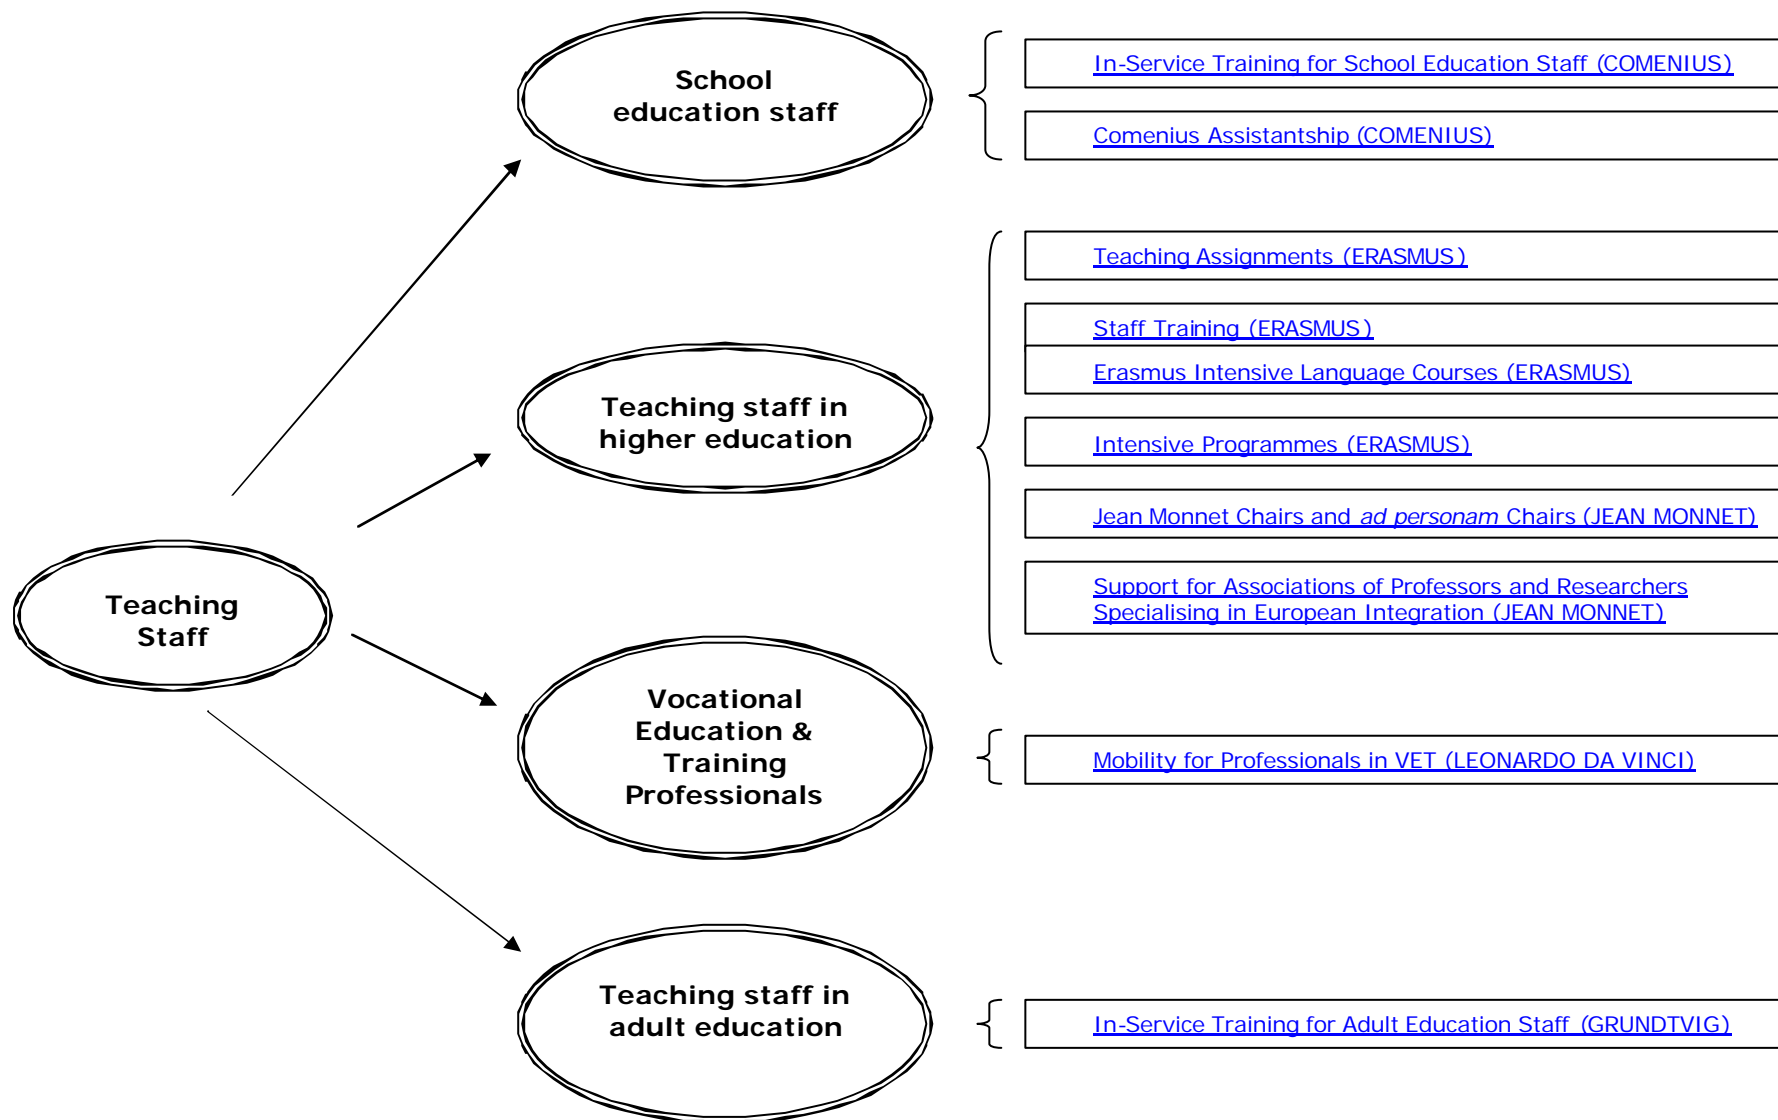 School
education staff
In-Service Training for School Education Staff (COMENIUS)
Comenius Assistantship (COMENIUS)
Teaching staff in
higher education
Teaching Assignments (ERASMUS)
Staff Training (ERASMUS)
Erasmus Intensive Language Courses (ERASMUS)
Intensive Programmes (ERASMUS)
Jean Monnet Chairs and ad personam Chairs (JEAN MONNET)
Support for Associations of Professors and Researchers
Specialising in European Integration (JEAN MONNET)
Teaching
Staff
Vocational
Education &
Training
Professionals
Mobility for Professionals in VET (LEONARDO DA VINCI)
Teaching staff in
adult education
In-Service Training for Adult Education Staff (GRUNDTVIG)